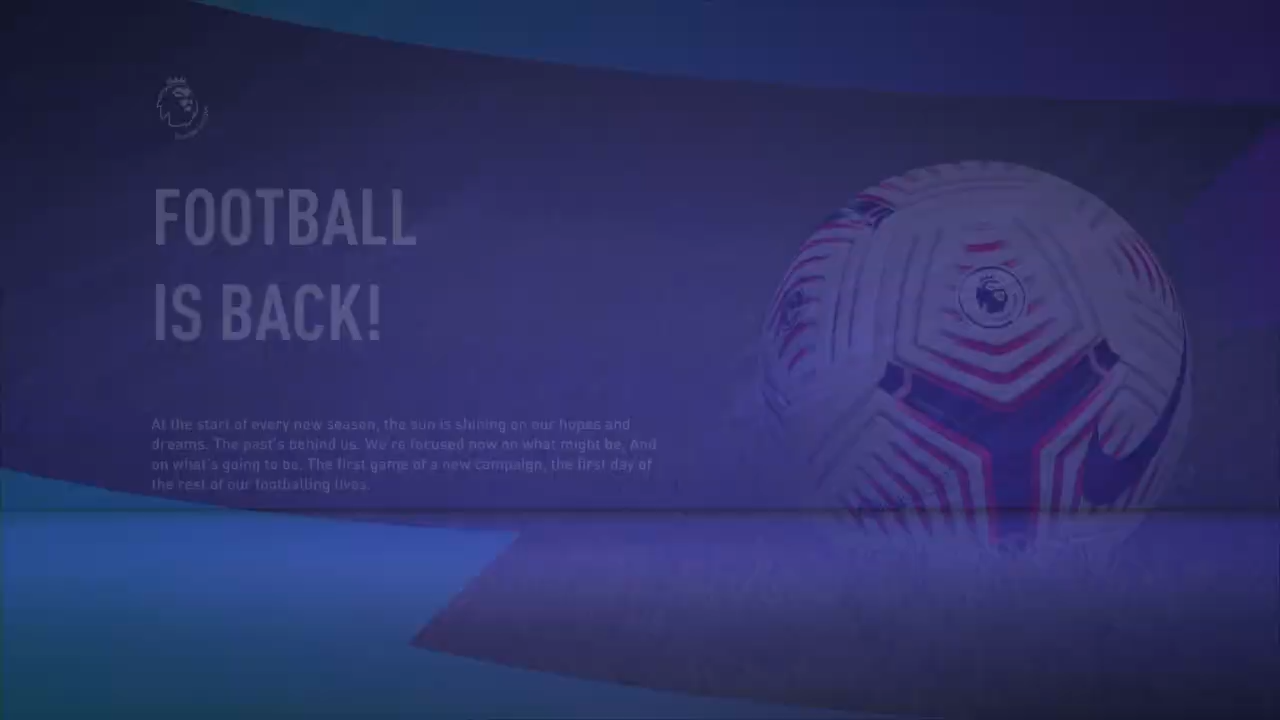 FOOTBALL
IS BACK!
At the start of every new season, the sun is shining on our hopes and
dreams. The past's behind us. We're focused now on what might be. And
on what's going to be. The first game of a new campaign, the first day of
the rest of our footballing lives.